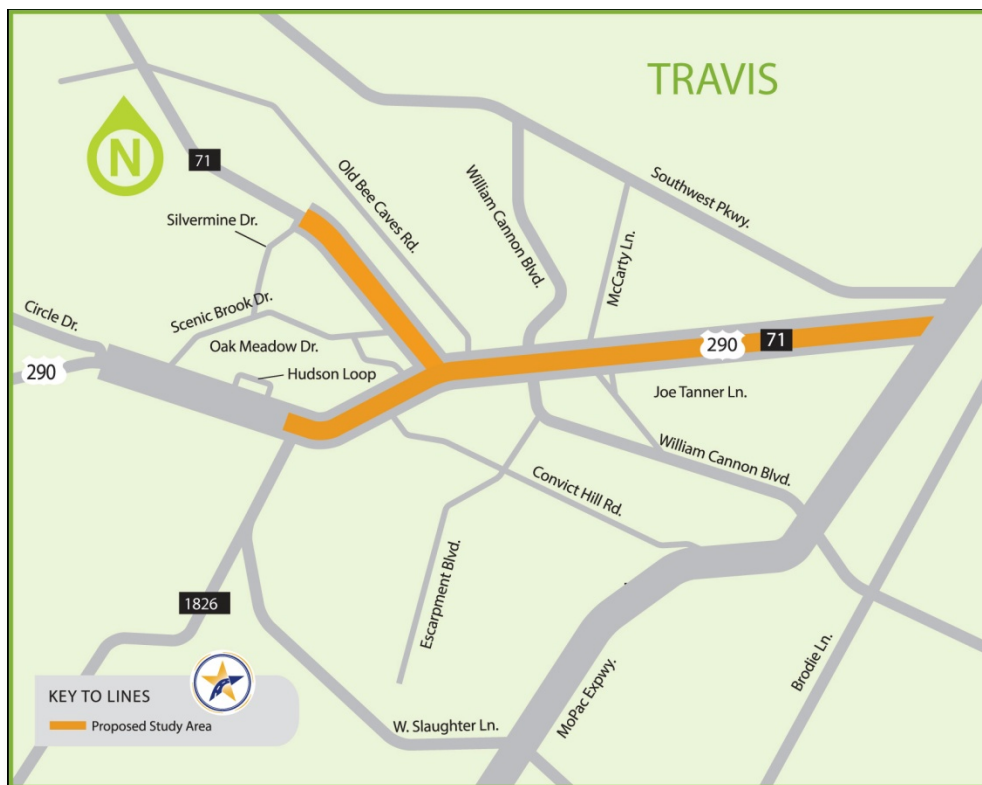 TRAVIS
N
71
Silvermine Dr.
Old Bee Caves Rd.
William Cannon Blvd.
Southwest Pkwy.
McCarty Ln.
Circle Dr.
Scenic Brook Dr.
Oak Meadow Dr.
Hudson Loop
290
290
71
Joe Tanner Ln.
William Cannon Blvd.
Convict Hill Rd.
Escarpment Blvd.
1826
Brodie Ln.
MoPac Expwy.
W. Slaughter Ln.
KEY TO LINES
Proposed Study Area